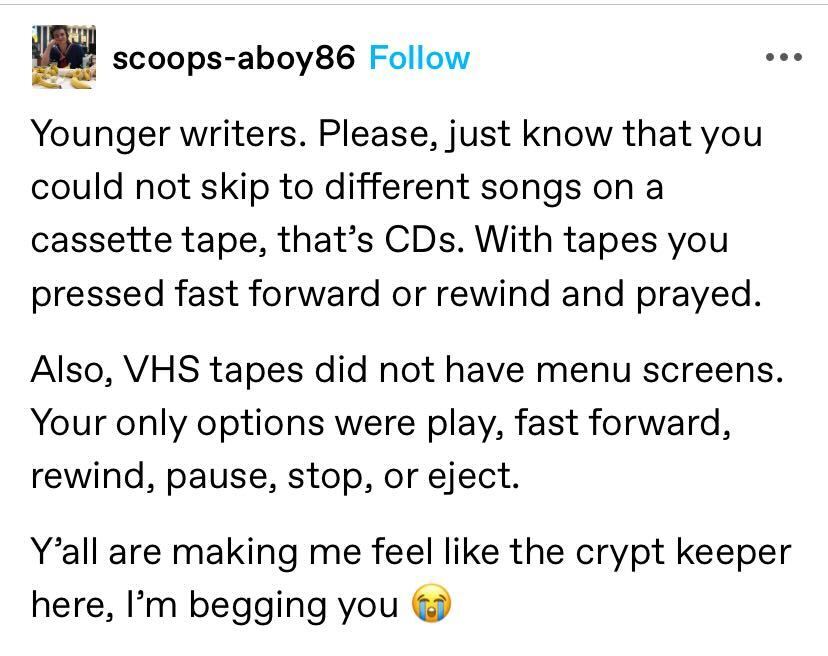 scoops-aboy86 Follow
Younger writers. Please, just know that you
could not skip to different songs on a
cassette tape, that’s CDs. With tapes you
pressed fast forward or rewind and prayed.
Also, VHS tapes did not have menu screens.
Your only options were play, fast forward,
rewind, pause, stop, or eject.
Y’all are making me feel like the crypt keeper
here, I’m begging you 😭